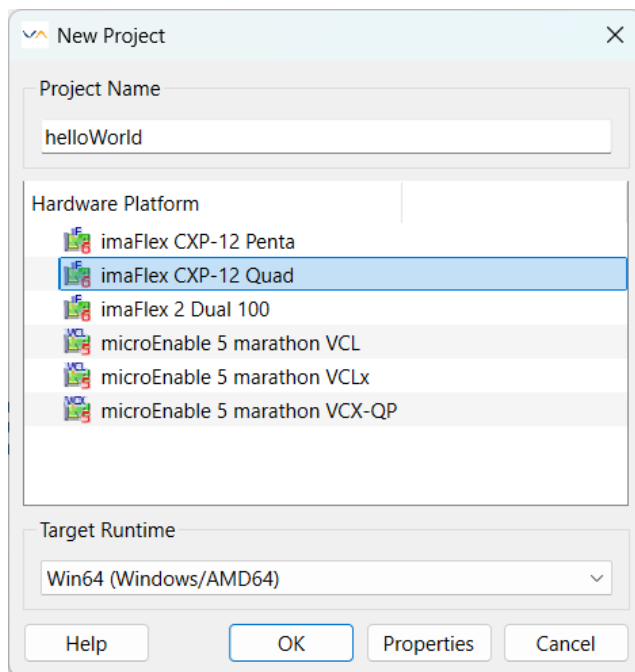 New Project
Project Name
helloWorld
Hardware Platform
imaFlex CXP-12 Penta
imaFlex CXP-12 Quad
imaFlex 2 Dual 100
microEnable 5 marathon VCL
microEnable 5 marathon VCLx
microEnable 5 marathon VCX-QP
Target Runtime
Win64 (Windows/AMD64)
Help OK Properties Cancel